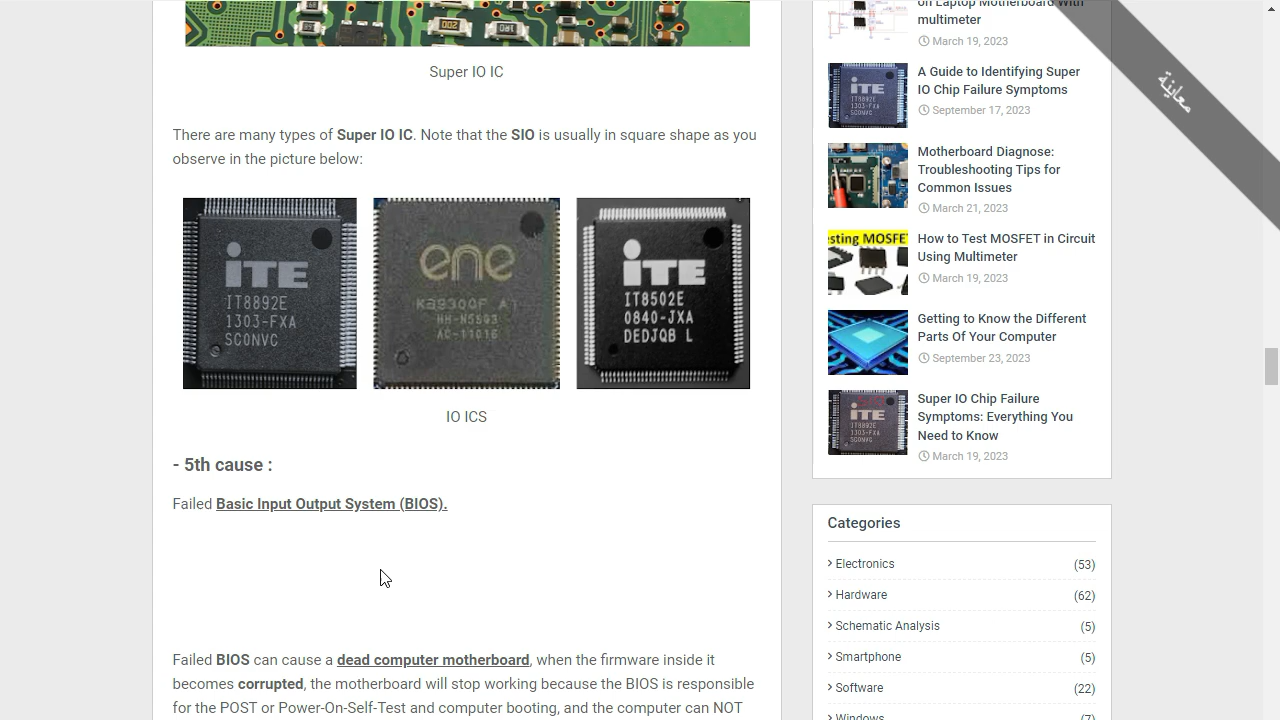 Super IO IC
There are many types of Super IO IC. Note that the SIO is usually in square shape as you
observe in the picture below:
iTE
IT8892E
1303-FXA
SCONVC
ene
KB9300F A1
AC-11016
iTE
IT8502E
0840-JXA
DEDJQB L
IO ICS
- 5th cause :
Failed Basic Input Output System (BIOS).
Failed BIOS can cause a dead computer motherboard, when the firmware inside it
becomes corrupted, the motherboard will stop working because the BIOS is responsible
for the POST or Power-On-Self-Test and computer booting, and the computer can NOT
on Laptop Motherboard With
multimeter
March 19, 2023
A Guide to Identifying Super
IO Chip Failure Symptoms
September 17, 2023
Motherboard Diagnose:
Troubleshooting Tips for
Common Issues
March 21, 2023
How to Test MOSFET in Circuit
Using Multimeter
March 19, 2023
Getting to Know the Different
Parts Of Your Computer
September 23, 2023
Super IO Chip Failure
Symptoms: Everything You
Need to Know
March 19, 2023
معاينة
Categories
Electronics (53)
Hardware (62)
Schematic Analysis (5)
Smartphone (5)
Software (22)
Windows (7)